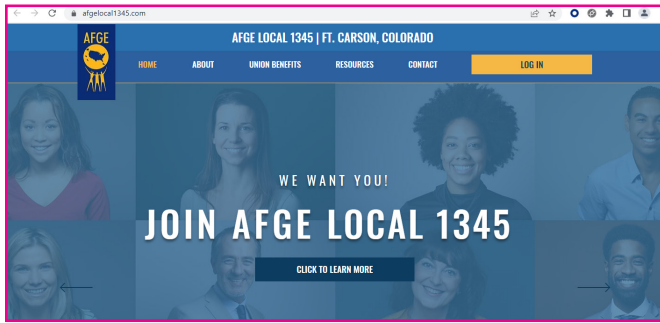 afgelocal1345.com
AFGE
AFGE LOCAL 1345 | FT. CARSON, COLORADO
HOME ABOUT UNION BENEFITS RESOURCES CONTACT LOG IN
WE WANT YOU!
JOIN AFGE LOCAL 1345
CLICK TO LEARN MORE